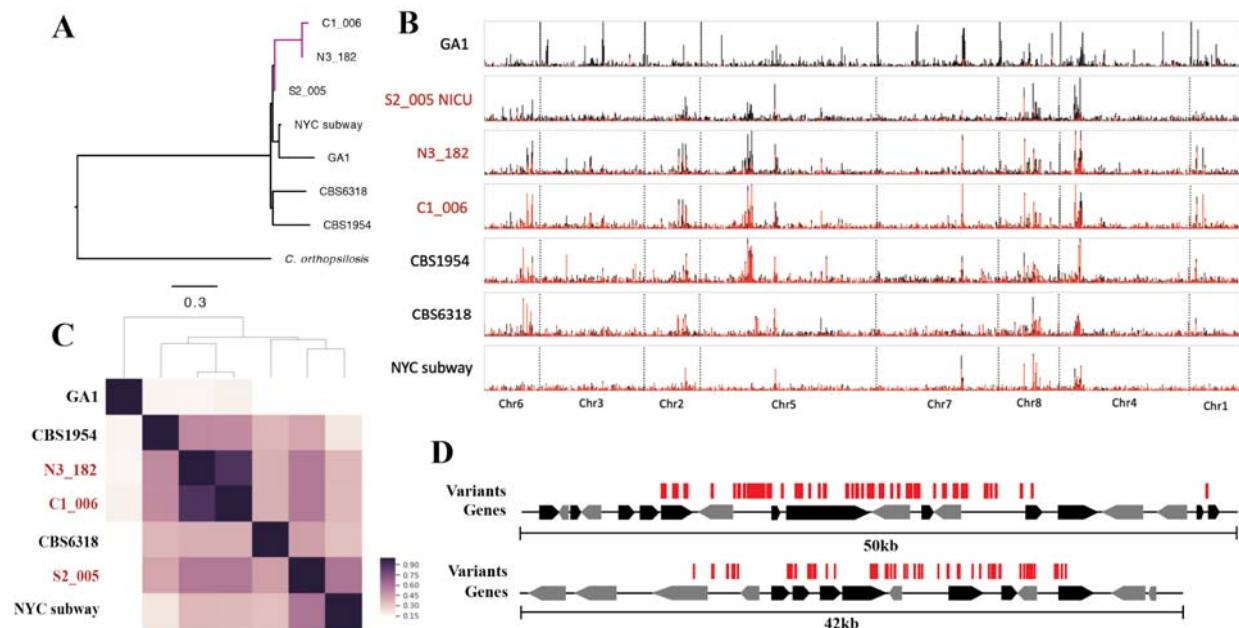 A
C1_006
N3_182
S2_005
NYC subway
GA1
CBS6318
CBS1954
C. orthopsilosis
0.3
B
GA1
S2_005 NICU
N3_182
C1_006
CBS1954
CBS6318
NYC subway
Chr6 Chr3 Chr2 Chr5 Chr7 Chr8 Chr4 Chr1
C
GA1
CBS1954
N3_182
C1_006
CBS6318
S2_005
NYC subway
0.90
0.75
0.60
0.45
0.30
0.15
D
Variants
Genes
50kb
Variants
Genes
42kb